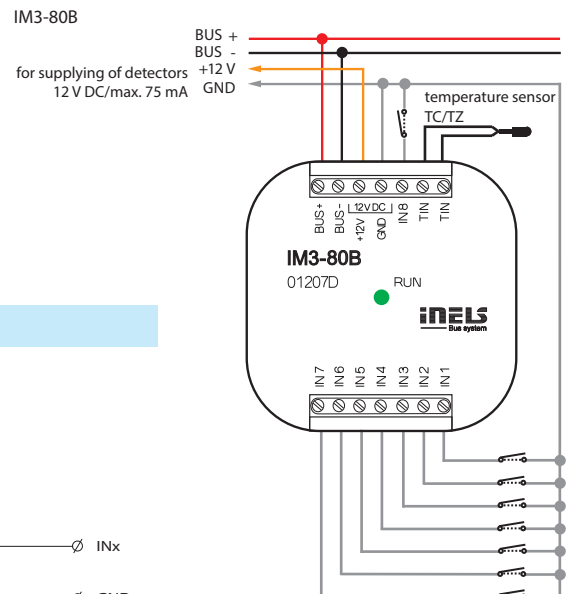 IM3-80B
BUS +
BUS -
+12 V
for supplying of detectors
12 V DC/max. 75 mA
GND
temperature sensor
TC/TZ
BUS+
BUS-
12V DC
+12V
GND
IN8
TIN
TIN
IM3-80B
01207D
RUN
iNELS
Bus system
IN7
IN6
IN5
IN4
IN3
IN2
IN1
INx